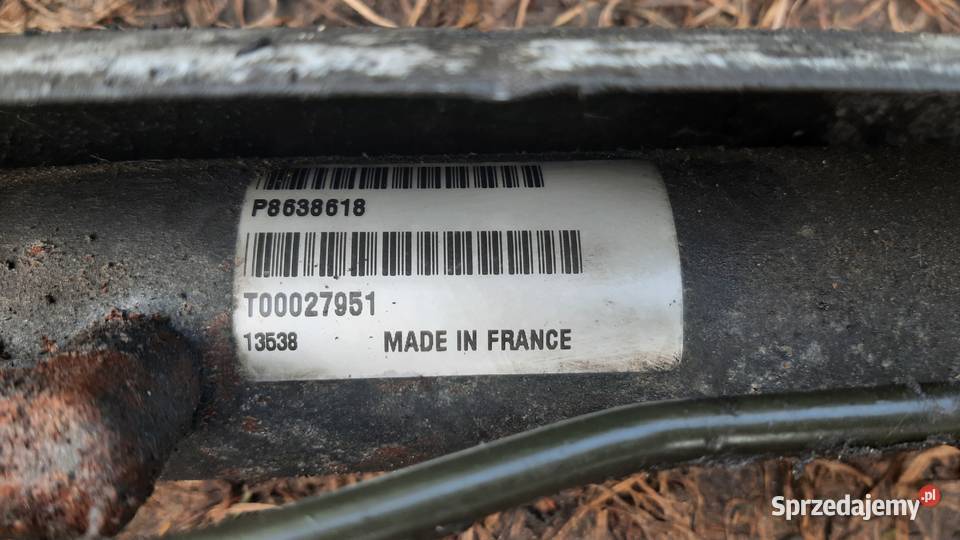 P8638618
T00027951
13538 MADE IN FRANCE
Sprzedajemy.pl